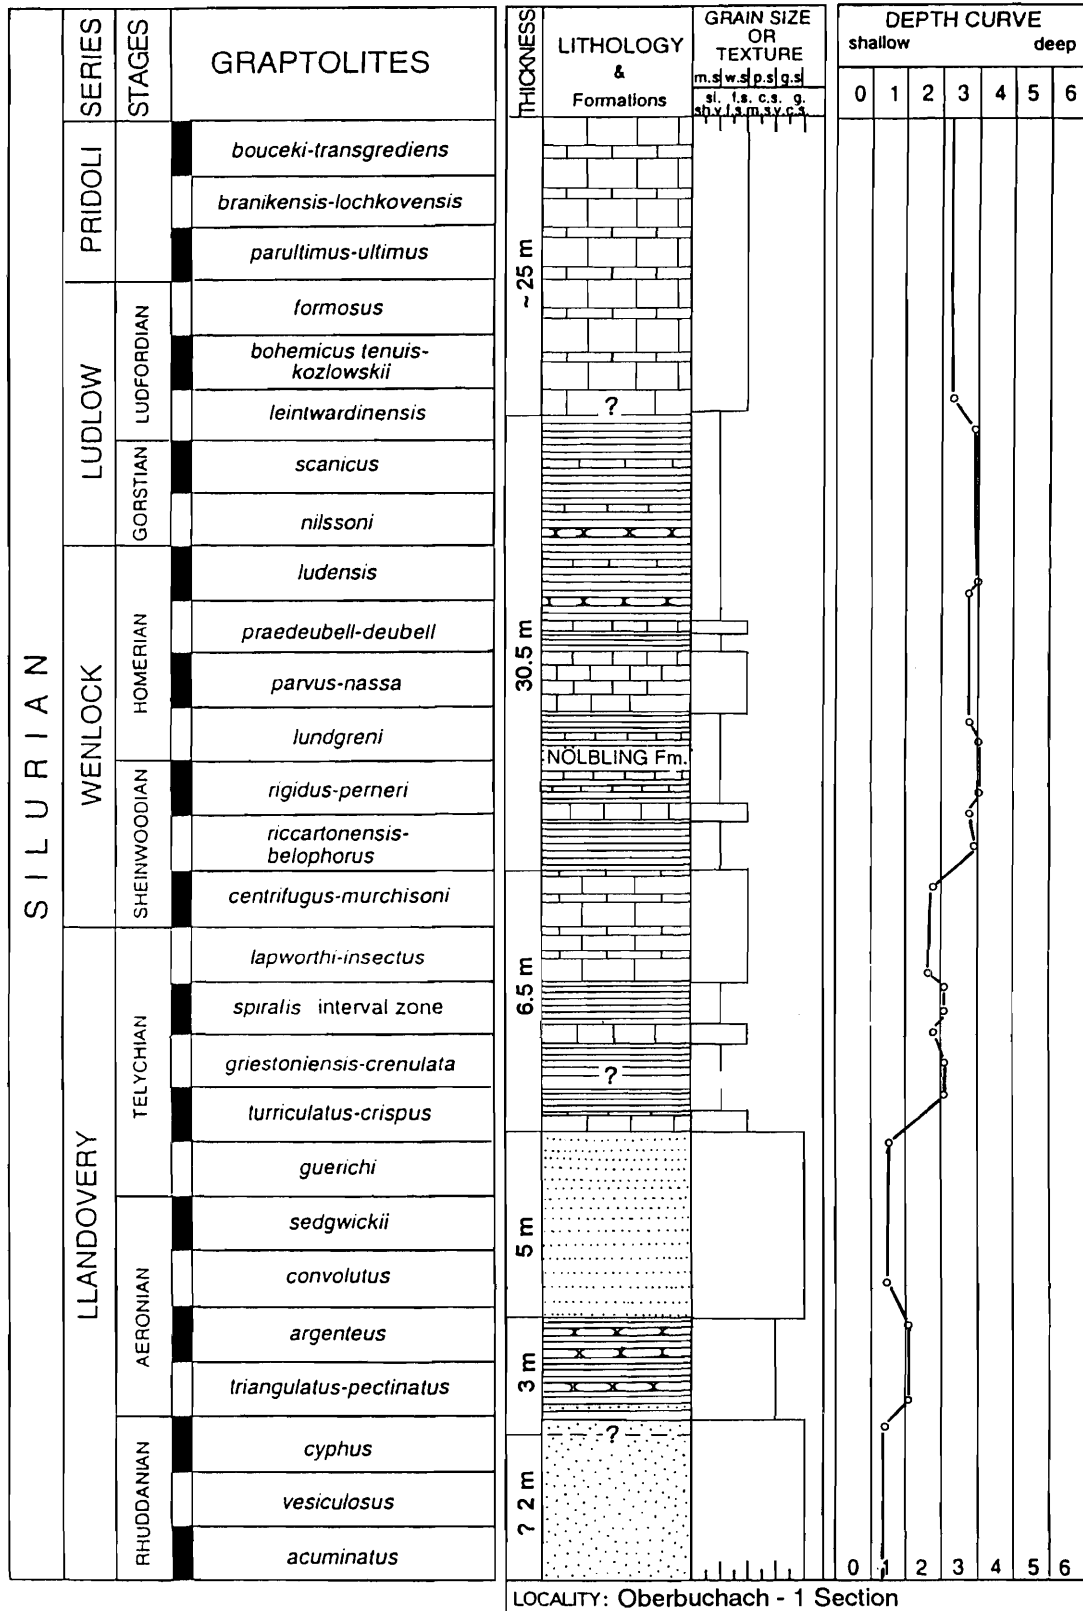 SERIES
STAGES
GRAPTOLITES
THICKNESS
LITHOLOGY
&
Formations
GRAIN SIZE
OR
TEXTURE
m.s w.s p.s g.s
sl. f.s. c.s. g.
sh.v.f.s.m.s.v.c.s.
DEPTH CURVE
shallow deep
0 1 2 3 4 5 6
SILURIAN
PRIDOLI
LUDLOW
WENLOCK
LLANDOVERY
LUDFORDIAN
GORSTIAN
HOMERIAN
SHEINWOODIAN
TELYCHIAN
AERONIAN
RHUDDANIAN
bouceki-transgrediens
branikensis-lochkovensis
parultimus-ultimus
formosus
bohemicus tenuis-
kozlowskii
leintwardinensis
scanicus
nilssoni
ludensis
praedeubell-deubell
parvus-nassa
lundgreni
rigidus-perneri
riccartonensis-
belophorus
centrifugus-murchisoni
lapworthi-insectus
spiralis interval zone
griestoniensis-crenulata
turriculatus-crispus
guerichi
sedgwickii
convolutus
argenteus
triangulatus-pectinatus
cyphus
vesiculosus
acuminatus
~ 25 m
30.5 m
6.5 m
5 m
3 m
? 2 m
?
NÖLBLING Fm.
?
?
0 1 2 3 4 5 6
LOCALITY: Oberbuchach - 1 Section